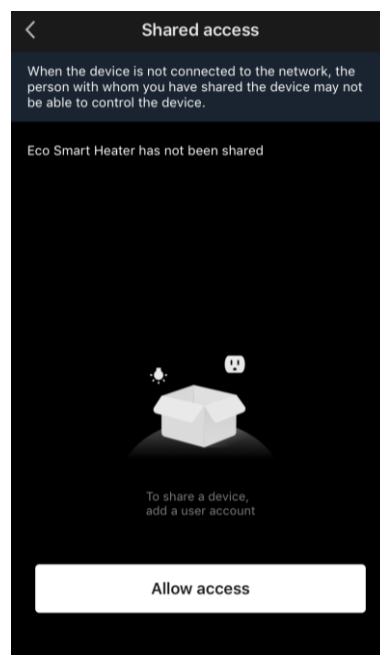 Shared access
When the device is not connected to the network, the
person with whom you have shared the device may not
be able to control the device.
Eco Smart Heater has not been shared
To share a device,
add a user account
Allow access